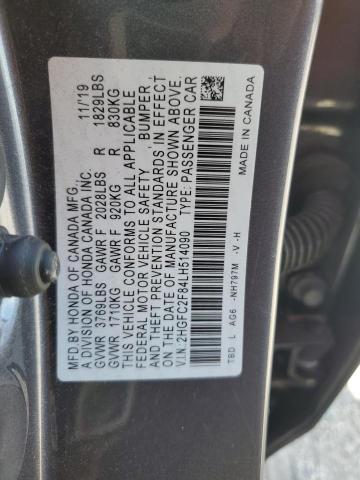 MFD.BY HONDA OF CANADA MFG., 11/'19
A DIVISION OF HONDA CANADA INC.
GVWR 3769LBS GAWR F 2028LBS R 1829LBS
GVWR 1710KG GAWR F 920KG R 830KG
THIS VEHICLE CONFORMS TO ALL APPLICABLE
FEDERAL MOTOR VEHICLE SAFETY, BUMPER,
AND THEFT PREVENTION STANDARDS IN EFFECT
ON THE DATE OF MANUFACTURE SHOWN ABOVE.
V.I.N:2HGFC2F84LH514090 TYPE: PASSENGER CAR
TBD L AG6 -NH797M -V-H MADE IN CANADA